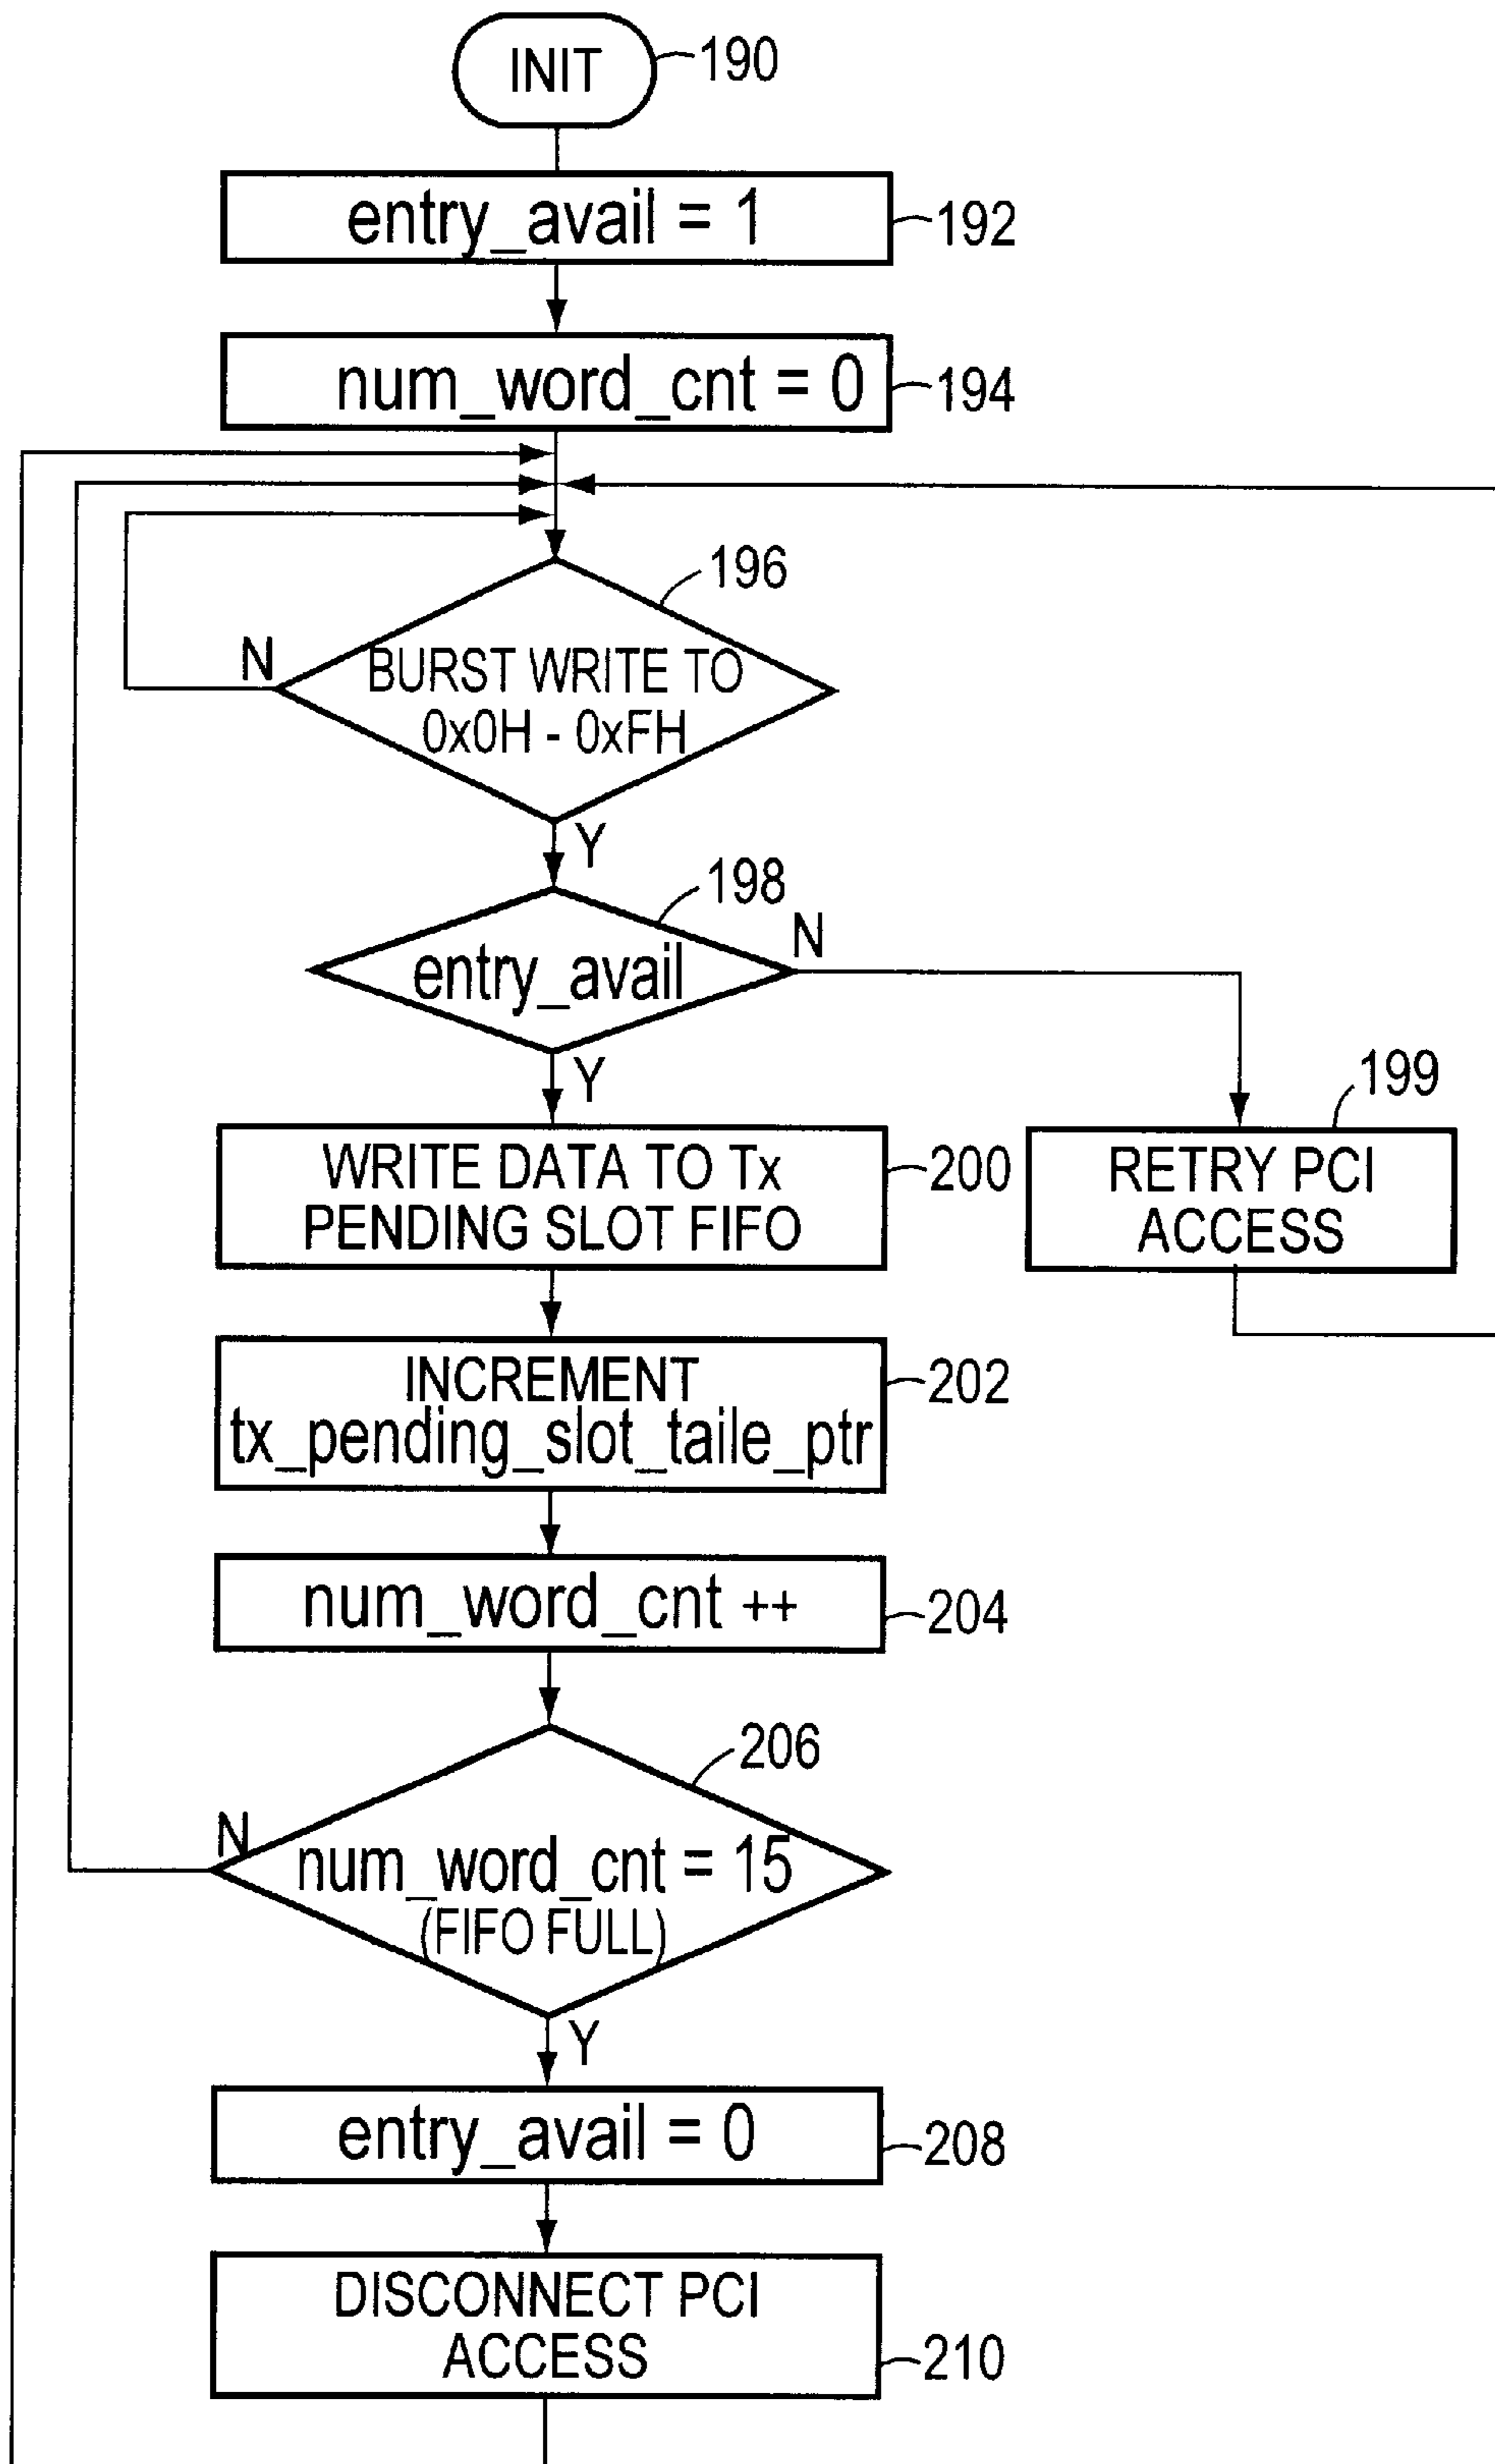 INIT
190
entry_avail = 1
192
num_word_cnt = 0
194
196
N
BURST WRITE TO
0x0H - 0xFH
Y
198
N
entry_avail
Y
199
WRITE DATA TO Tx
PENDING SLOT FIFO
200
RETRY PCI
ACCESS
INCREMENT
tx_pending_slot_taile_ptr
202
num_word_cnt ++
204
206
N
num_word_cnt = 15
(FIFO FULL)
Y
entry_avail = 0
208
DISCONNECT PCI
ACCESS
210